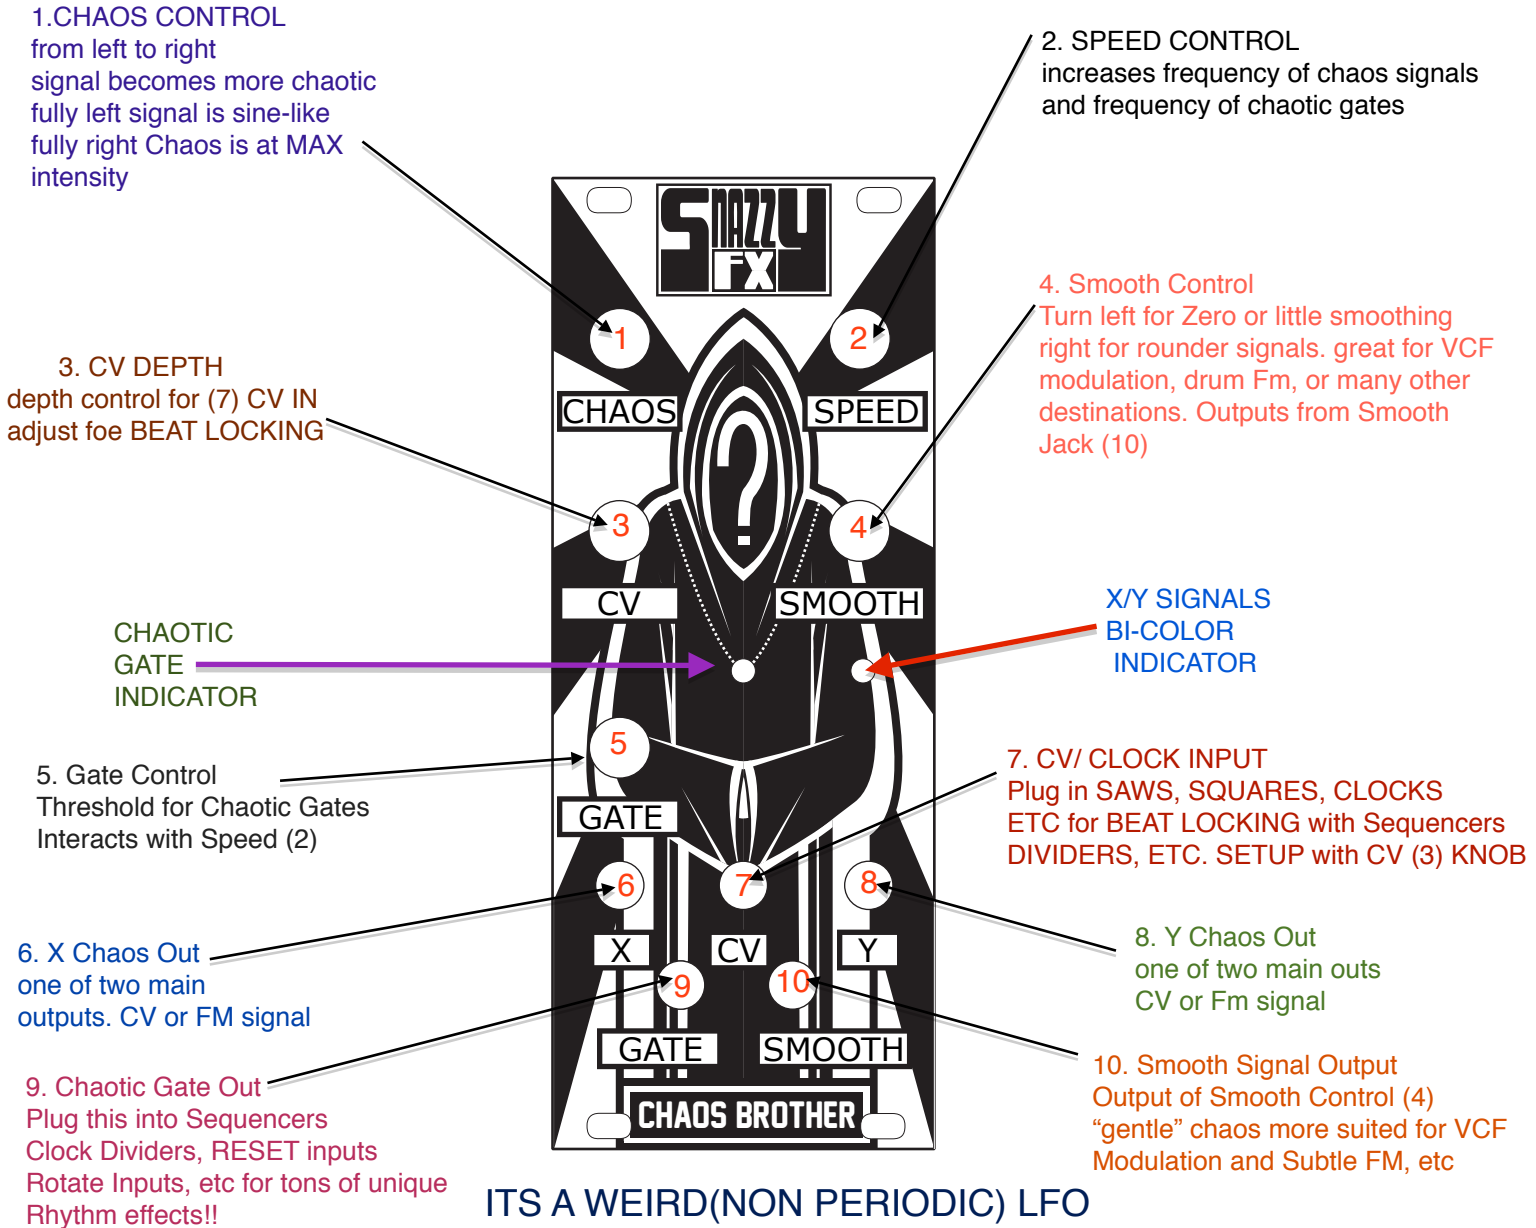 1.CHAOS CONTROL
from left to right
signal becomes more chaotic
fully left signal is sine-like
fully right Chaos is at MAX
intensity
2. SPEED CONTROL
increases frequency of chaos signals
and frequency of chaotic gates
SNAZZY
FX
1
2
CHAOS
SPEED
3. CV DEPTH
depth control for (7) CV IN
adjust foe BEAT LOCKING
4. Smooth Control
Turn left for Zero or little smoothing
right for rounder signals. great for VCF
modulation, drum Fm, or many other
destinations. Outputs from Smooth
Jack (10)
?
3
4
CV
SMOOTH
CHAOTIC
GATE
INDICATOR
X/Y SIGNALS
BI-COLOR
INDICATOR
5
GATE
5. Gate Control
Threshold for Chaotic Gates
Interacts with Speed (2)
7. CV/ CLOCK INPUT
Plug in SAWS, SQUARES, CLOCKS
ETC for BEAT LOCKING with Sequencers
DIVIDERS, ETC. SETUP with CV (3) KNOB
6
7
8
X
CV
Y
6. X Chaos Out
one of two main
outputs. CV or FM signal
8. Y Chaos Out
one of two main outs
CV or Fm signal
9
10
GATE
SMOOTH
CHAOS BROTHER
9. Chaotic Gate Out
Plug this into Sequencers
Clock Dividers, RESET inputs
Rotate Inputs, etc for tons of unique
Rhythm effects!!
10. Smooth Signal Output
Output of Smooth Control (4)
“gentle” chaos more suited for VCF
Modulation and Subtle FM, etc
ITS A WEIRD(NON PERIODIC) LFO